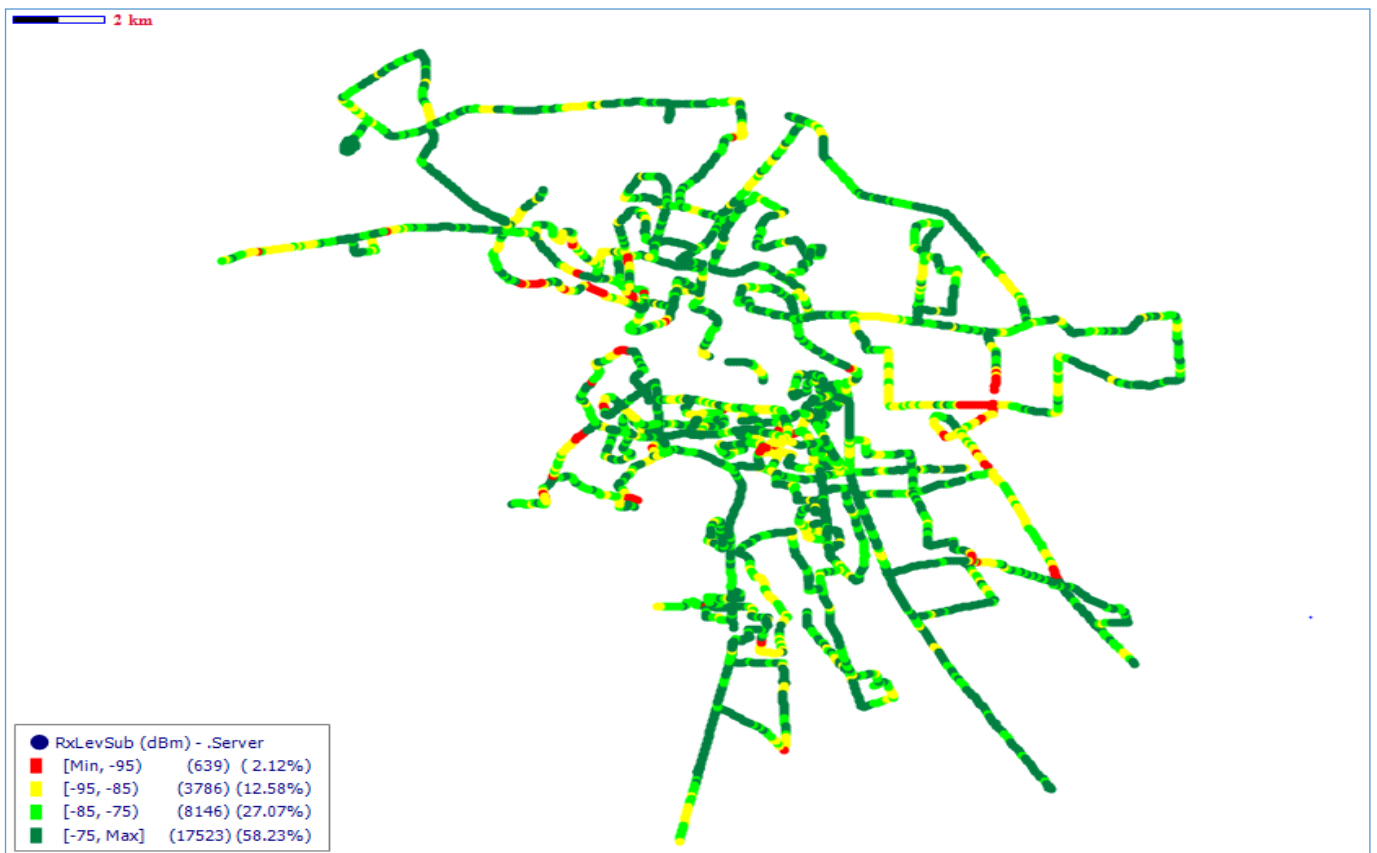 2 km
RxLevSub (dBm) - .Server
[Min, -95) (639) ( 2.12%)
[-95, -85) (3786) (12.58%)
[-85, -75) (8146) (27.07%)
[-75, Max] (17523) (58.23%)